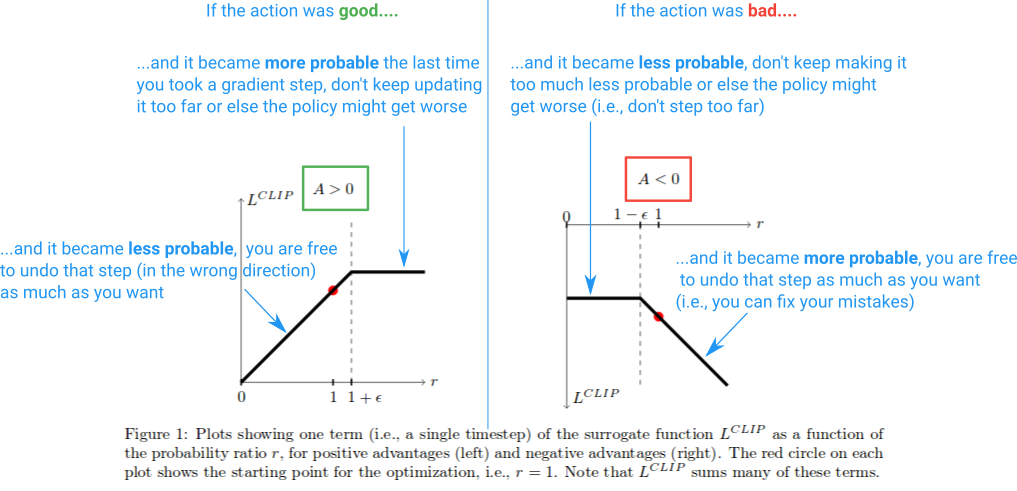 If the action was good....
...and it became more probable the last time
you took a gradient step, don't keep updating
it too far or else the policy might get worse
A > 0
L^{CLIP}
...and it became less probable, you are free
to undo that step (in the wrong direction)
as much as you want
r
0 1 1 + ϵ
If the action was bad....
...and it became less probable, don't keep making it
too much less probable or else the policy might
get worse (i.e., don't step too far)
A < 0
0 1 − ϵ 1
r
...and it became more probable, you are free
to undo that step as much as you want
(i.e., you can fix your mistakes)
L^{CLIP}
Figure 1: Plots showing one term (i.e., a single timestep) of the surrogate function L^{CLIP} as a function of
the probability ratio r, for positive advantages (left) and negative advantages (right). The red circle on each
plot shows the starting point for the optimization, i.e., r = 1. Note that L^{CLIP} sums many of these terms.